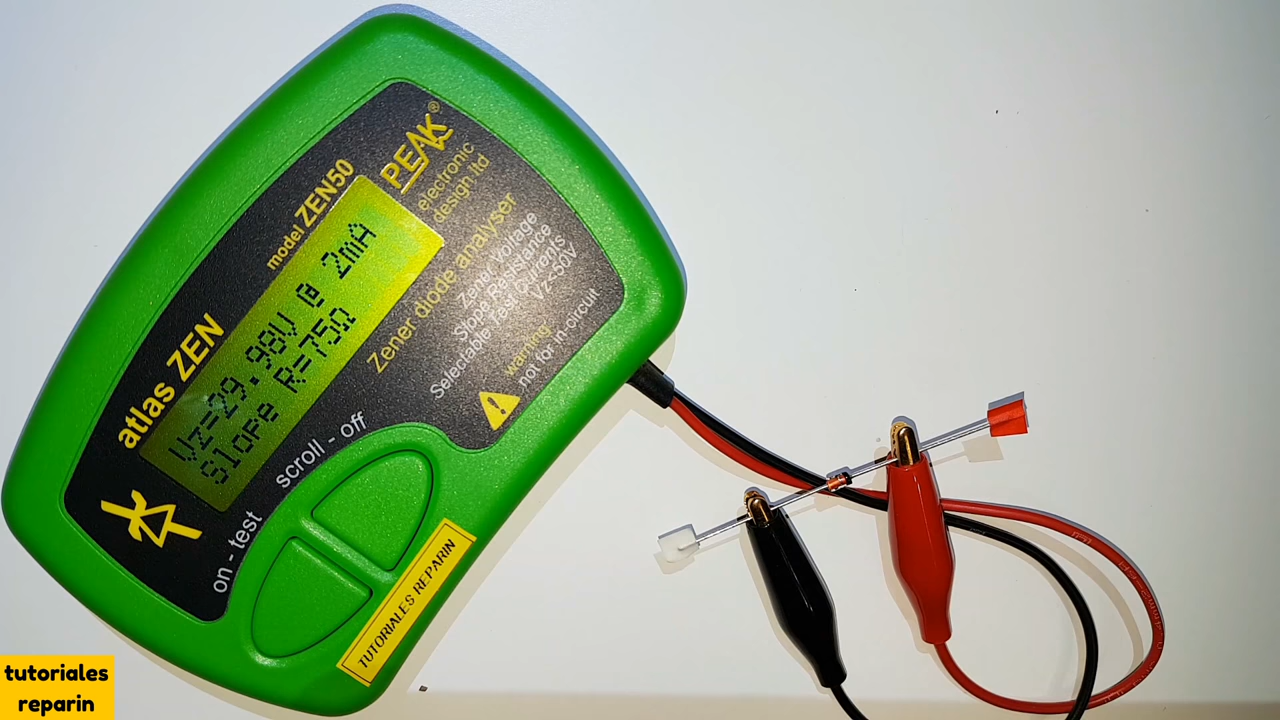 PEAK®
electronic
design ltd
model ZEN50
atlas ZEN
Vz=29.98V @ 2mA
Slope R=75Ω
Zener diode analyser
Zener Voltage
Slope Resistance
Selectable Test Currents
Vz≤50V
warning
not for in-circuit
on - test
scroll - off
TUTORIALES REPARIN
tutoriales
reparin